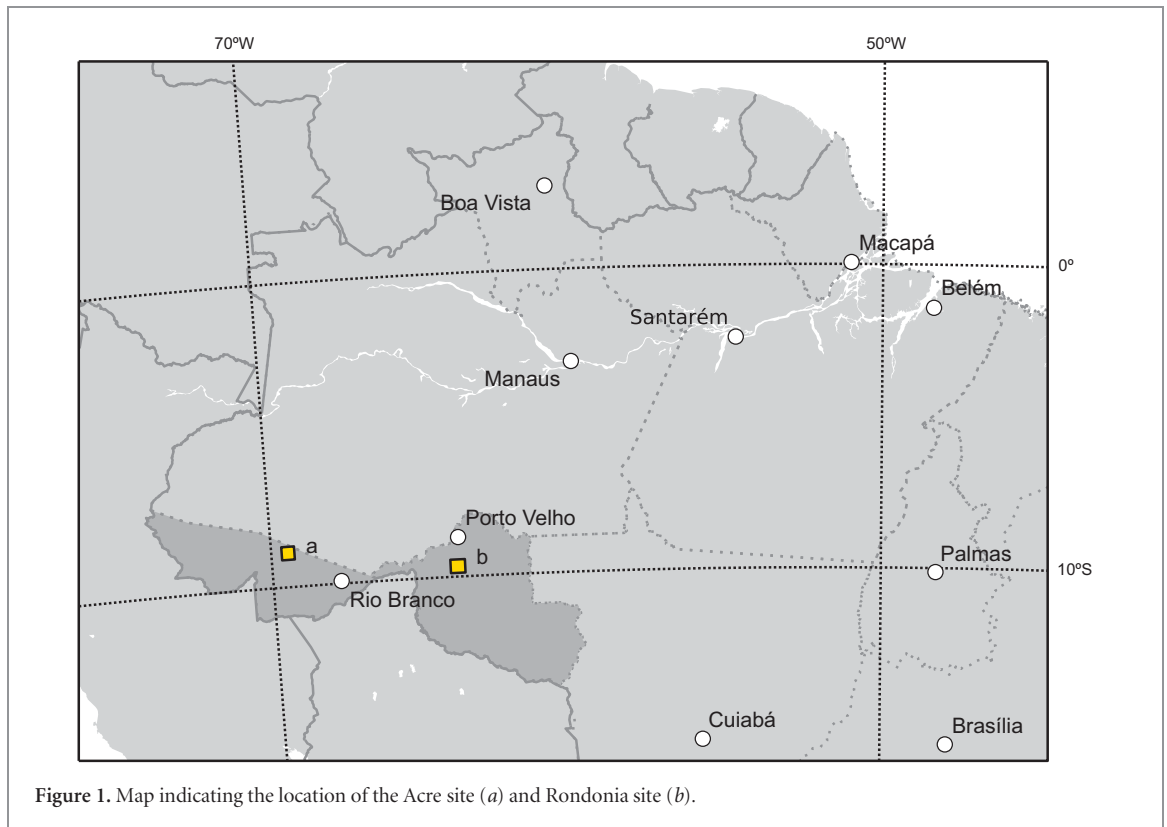 70ºW
50ºW
Boa Vista
Macapá
0º
Belém
Santarém
Manaus
Porto Velho
a
b
Palmas
10ºS
Rio Branco
Cuiabá
Brasília
Figure 1. Map indicating the location of the Acre site (a) and Rondonia site (b).